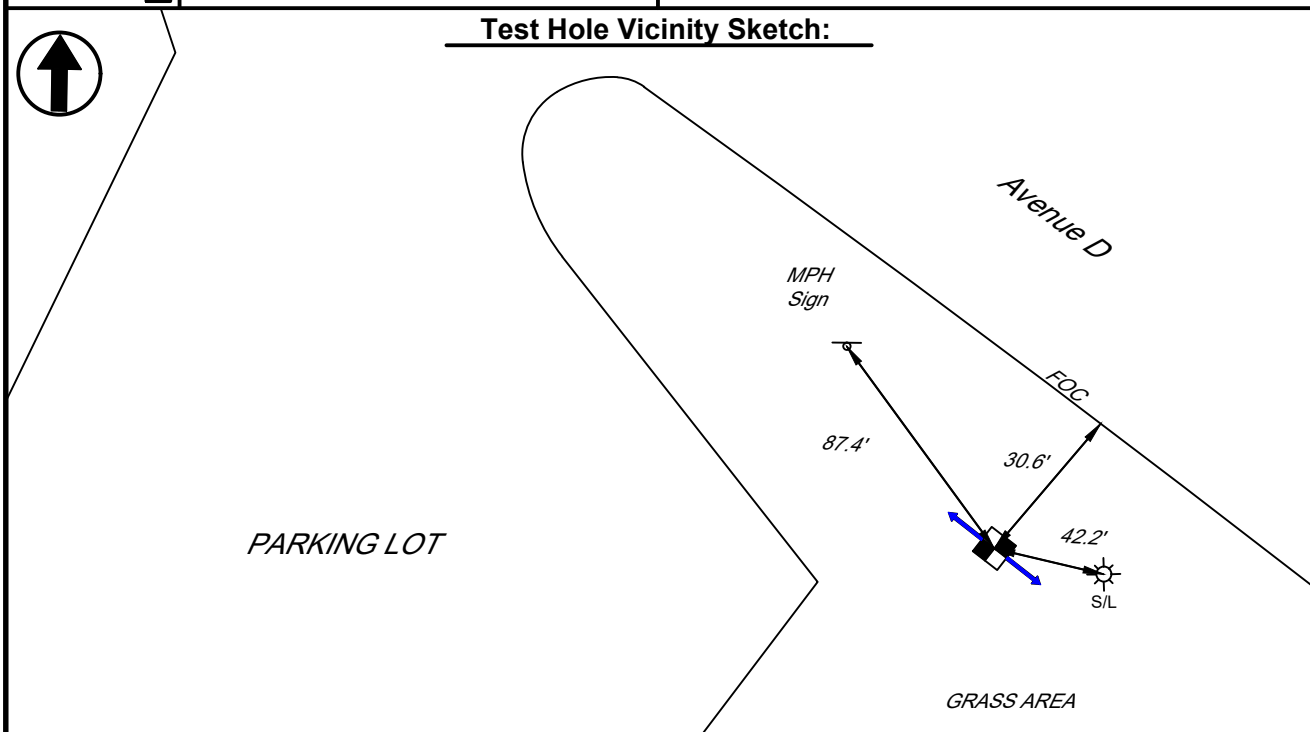 Test Hole Vicinity Sketch:
Avenue D
MPH
Sign
FOC
87.4'
30.6'
42.2'
PARKING LOT
S/L
GRASS AREA